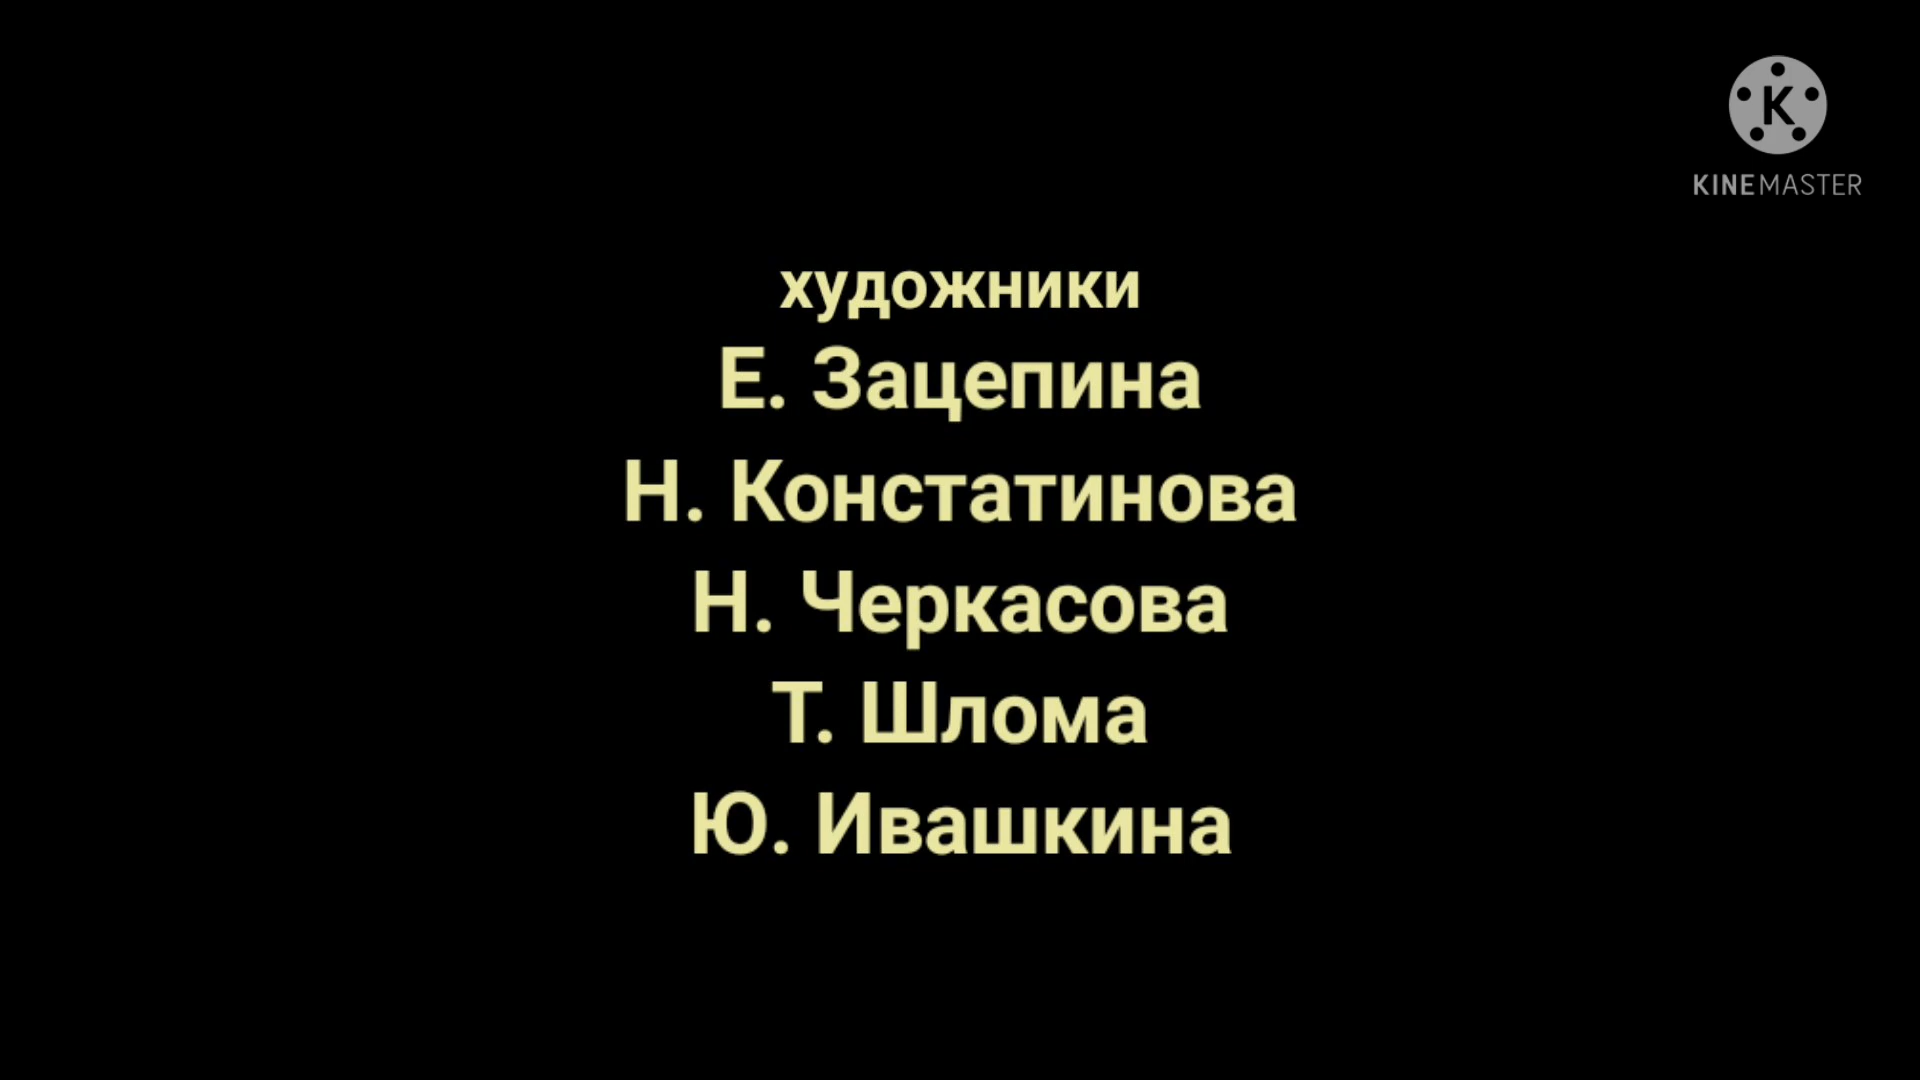 K
KINEMASTER
художники
Е. Зацепина
Н. Констатинова
Н. Черкасова
Т. Шлома
Ю. Ивашкина